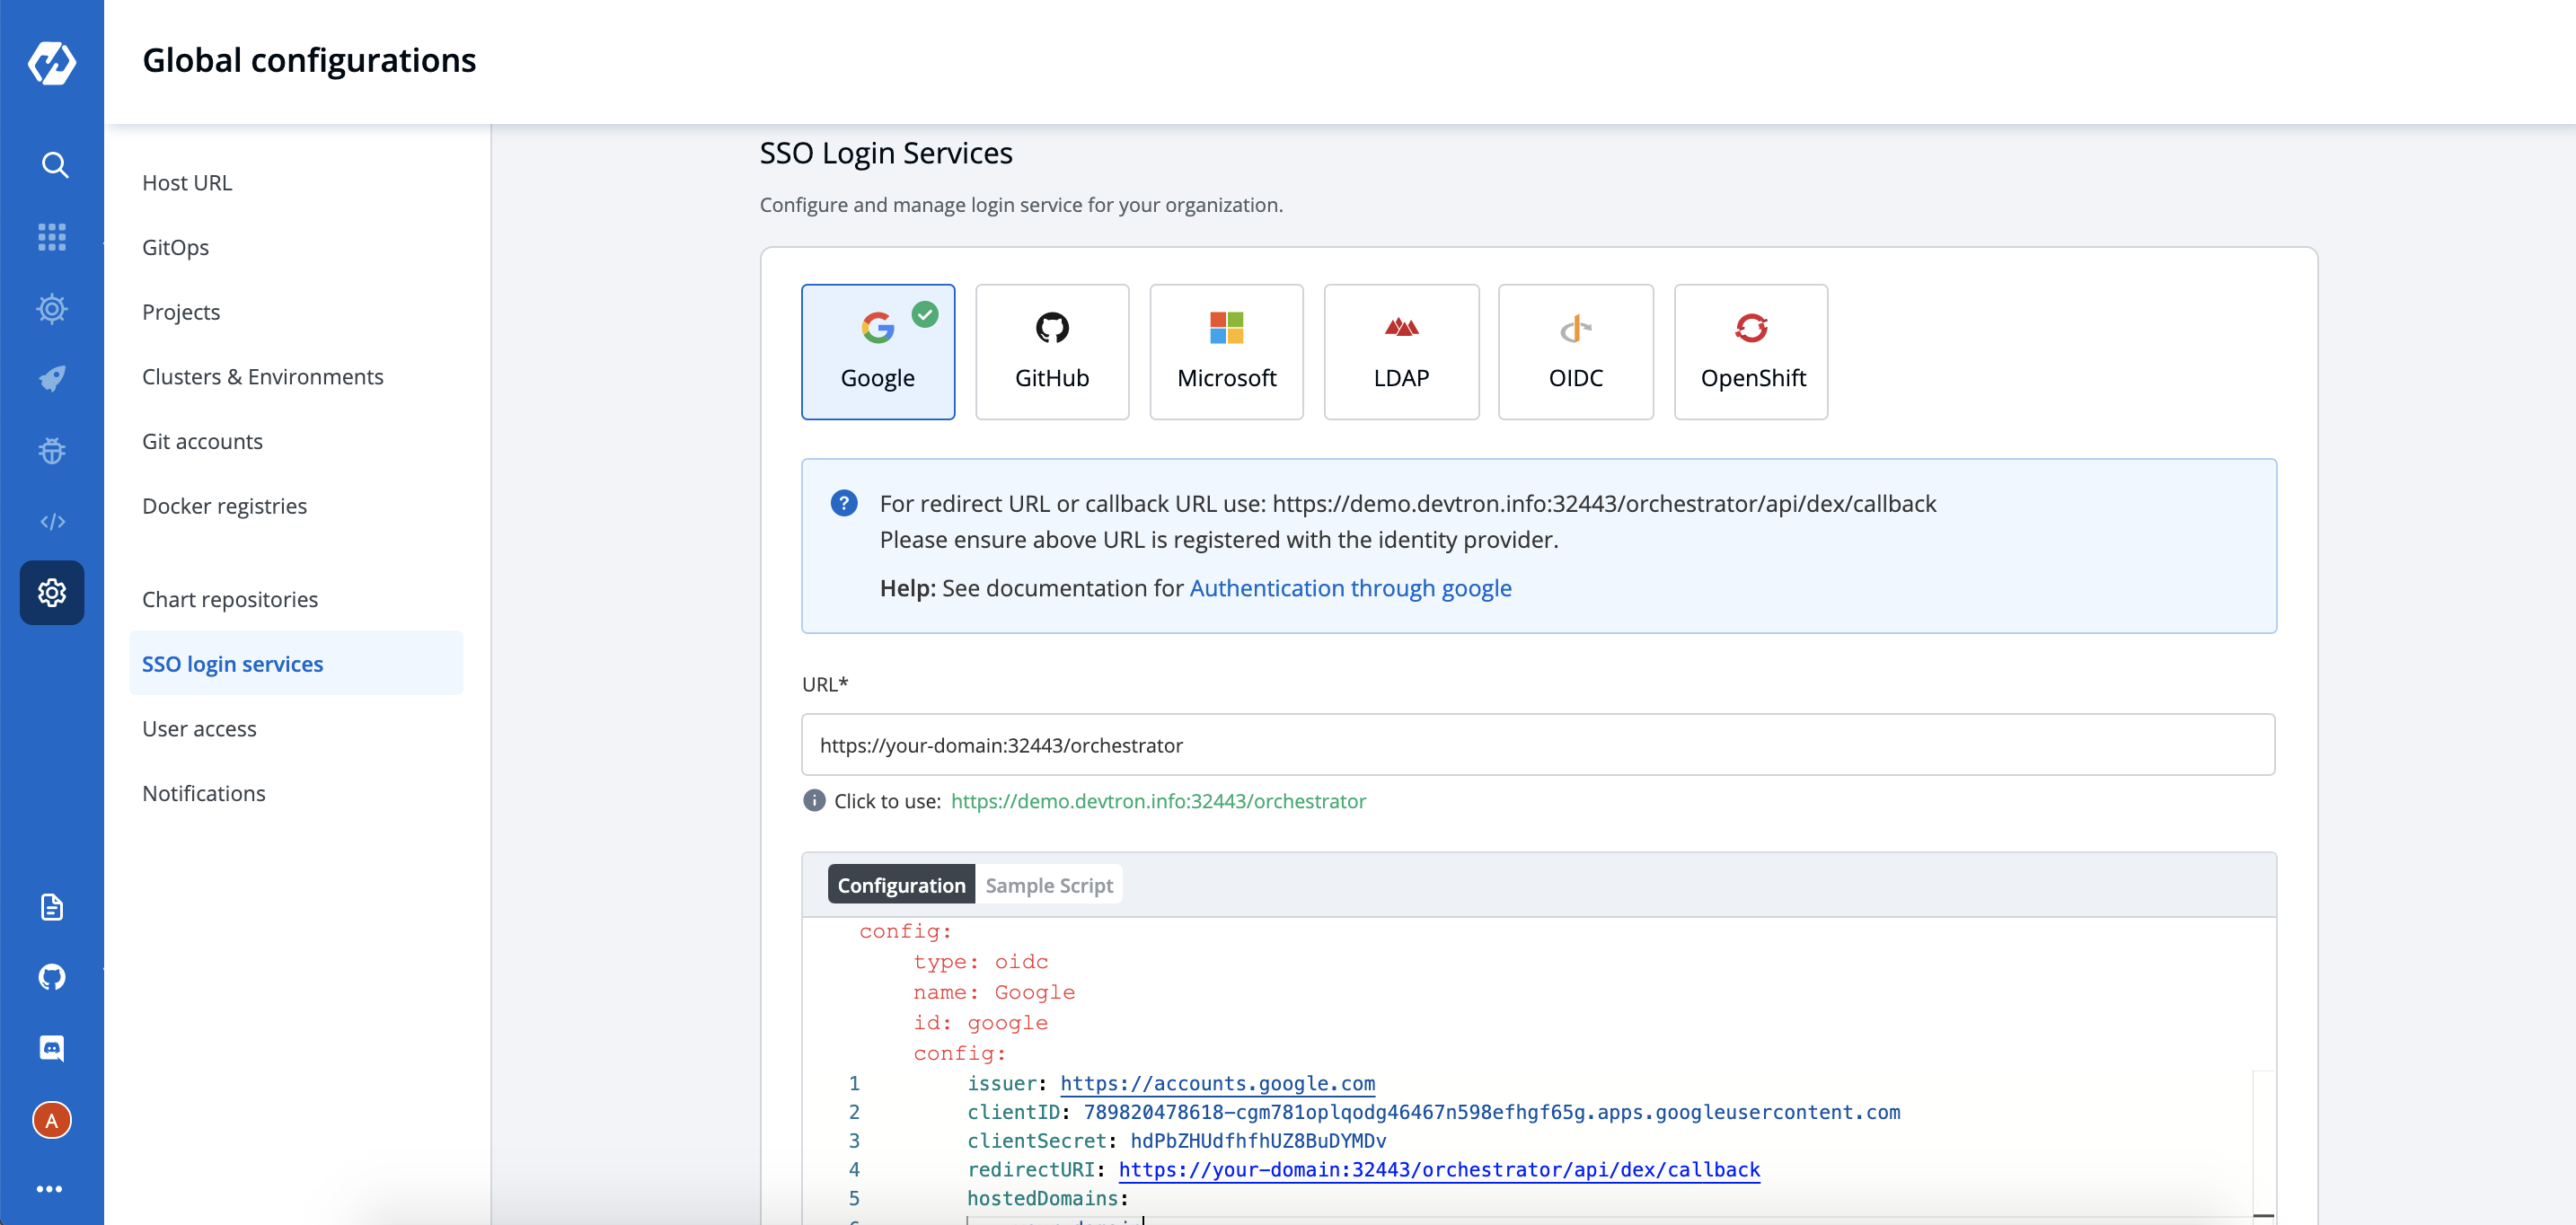 Global configurations
Host URL
GitOps
Projects
Clusters & Environments
Git accounts
Docker registries
Chart repositories
SSO login services
User access
Notifications
A
SSO Login Services
Configure and manage login service for your organization.
Google
GitHub
Microsoft
LDAP
OIDC
OpenShift
For redirect URL or callback URL use: https://demo.devtron.info:32443/orchestrator/api/dex/callback
Please ensure above URL is registered with the identity provider.
Help: See documentation for Authentication through google
URL*
https://your-domain:32443/orchestrator
Click to use: https://demo.devtron.info:32443/orchestrator
Configuration Sample Script
config:
type: oidc
name: Google
id: google
config:
1 issuer: https://accounts.google.com
2 clientID: 789820478618-cgm781oplqodg46467n598efhgf65g.apps.googleusercontent.com
3 clientSecret: hdPbZHUdfhfhUZ8BuDYMDv
4 redirectURI: https://your-domain:32443/orchestrator/api/dex/callback
5 hostedDomains: